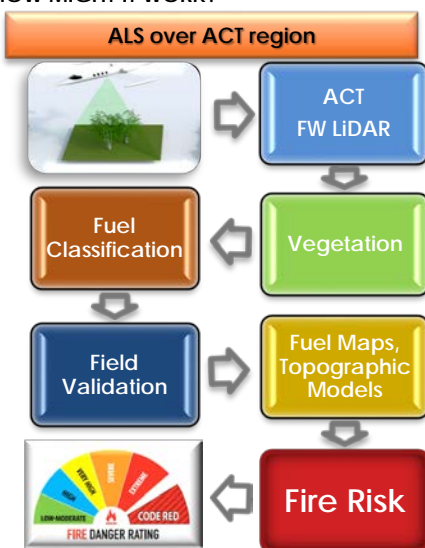 ALS over ACT region
ACT
FW LiDAR
Fuel
Classification
Vegetation
Field
Validation
Fuel Maps,
Topographic
Models
LOW-MODERATE
HIGH
VERY HIGH
SEVERE
EXTREME
CODE RED
FIRE DANGER RATING
Fire Risk